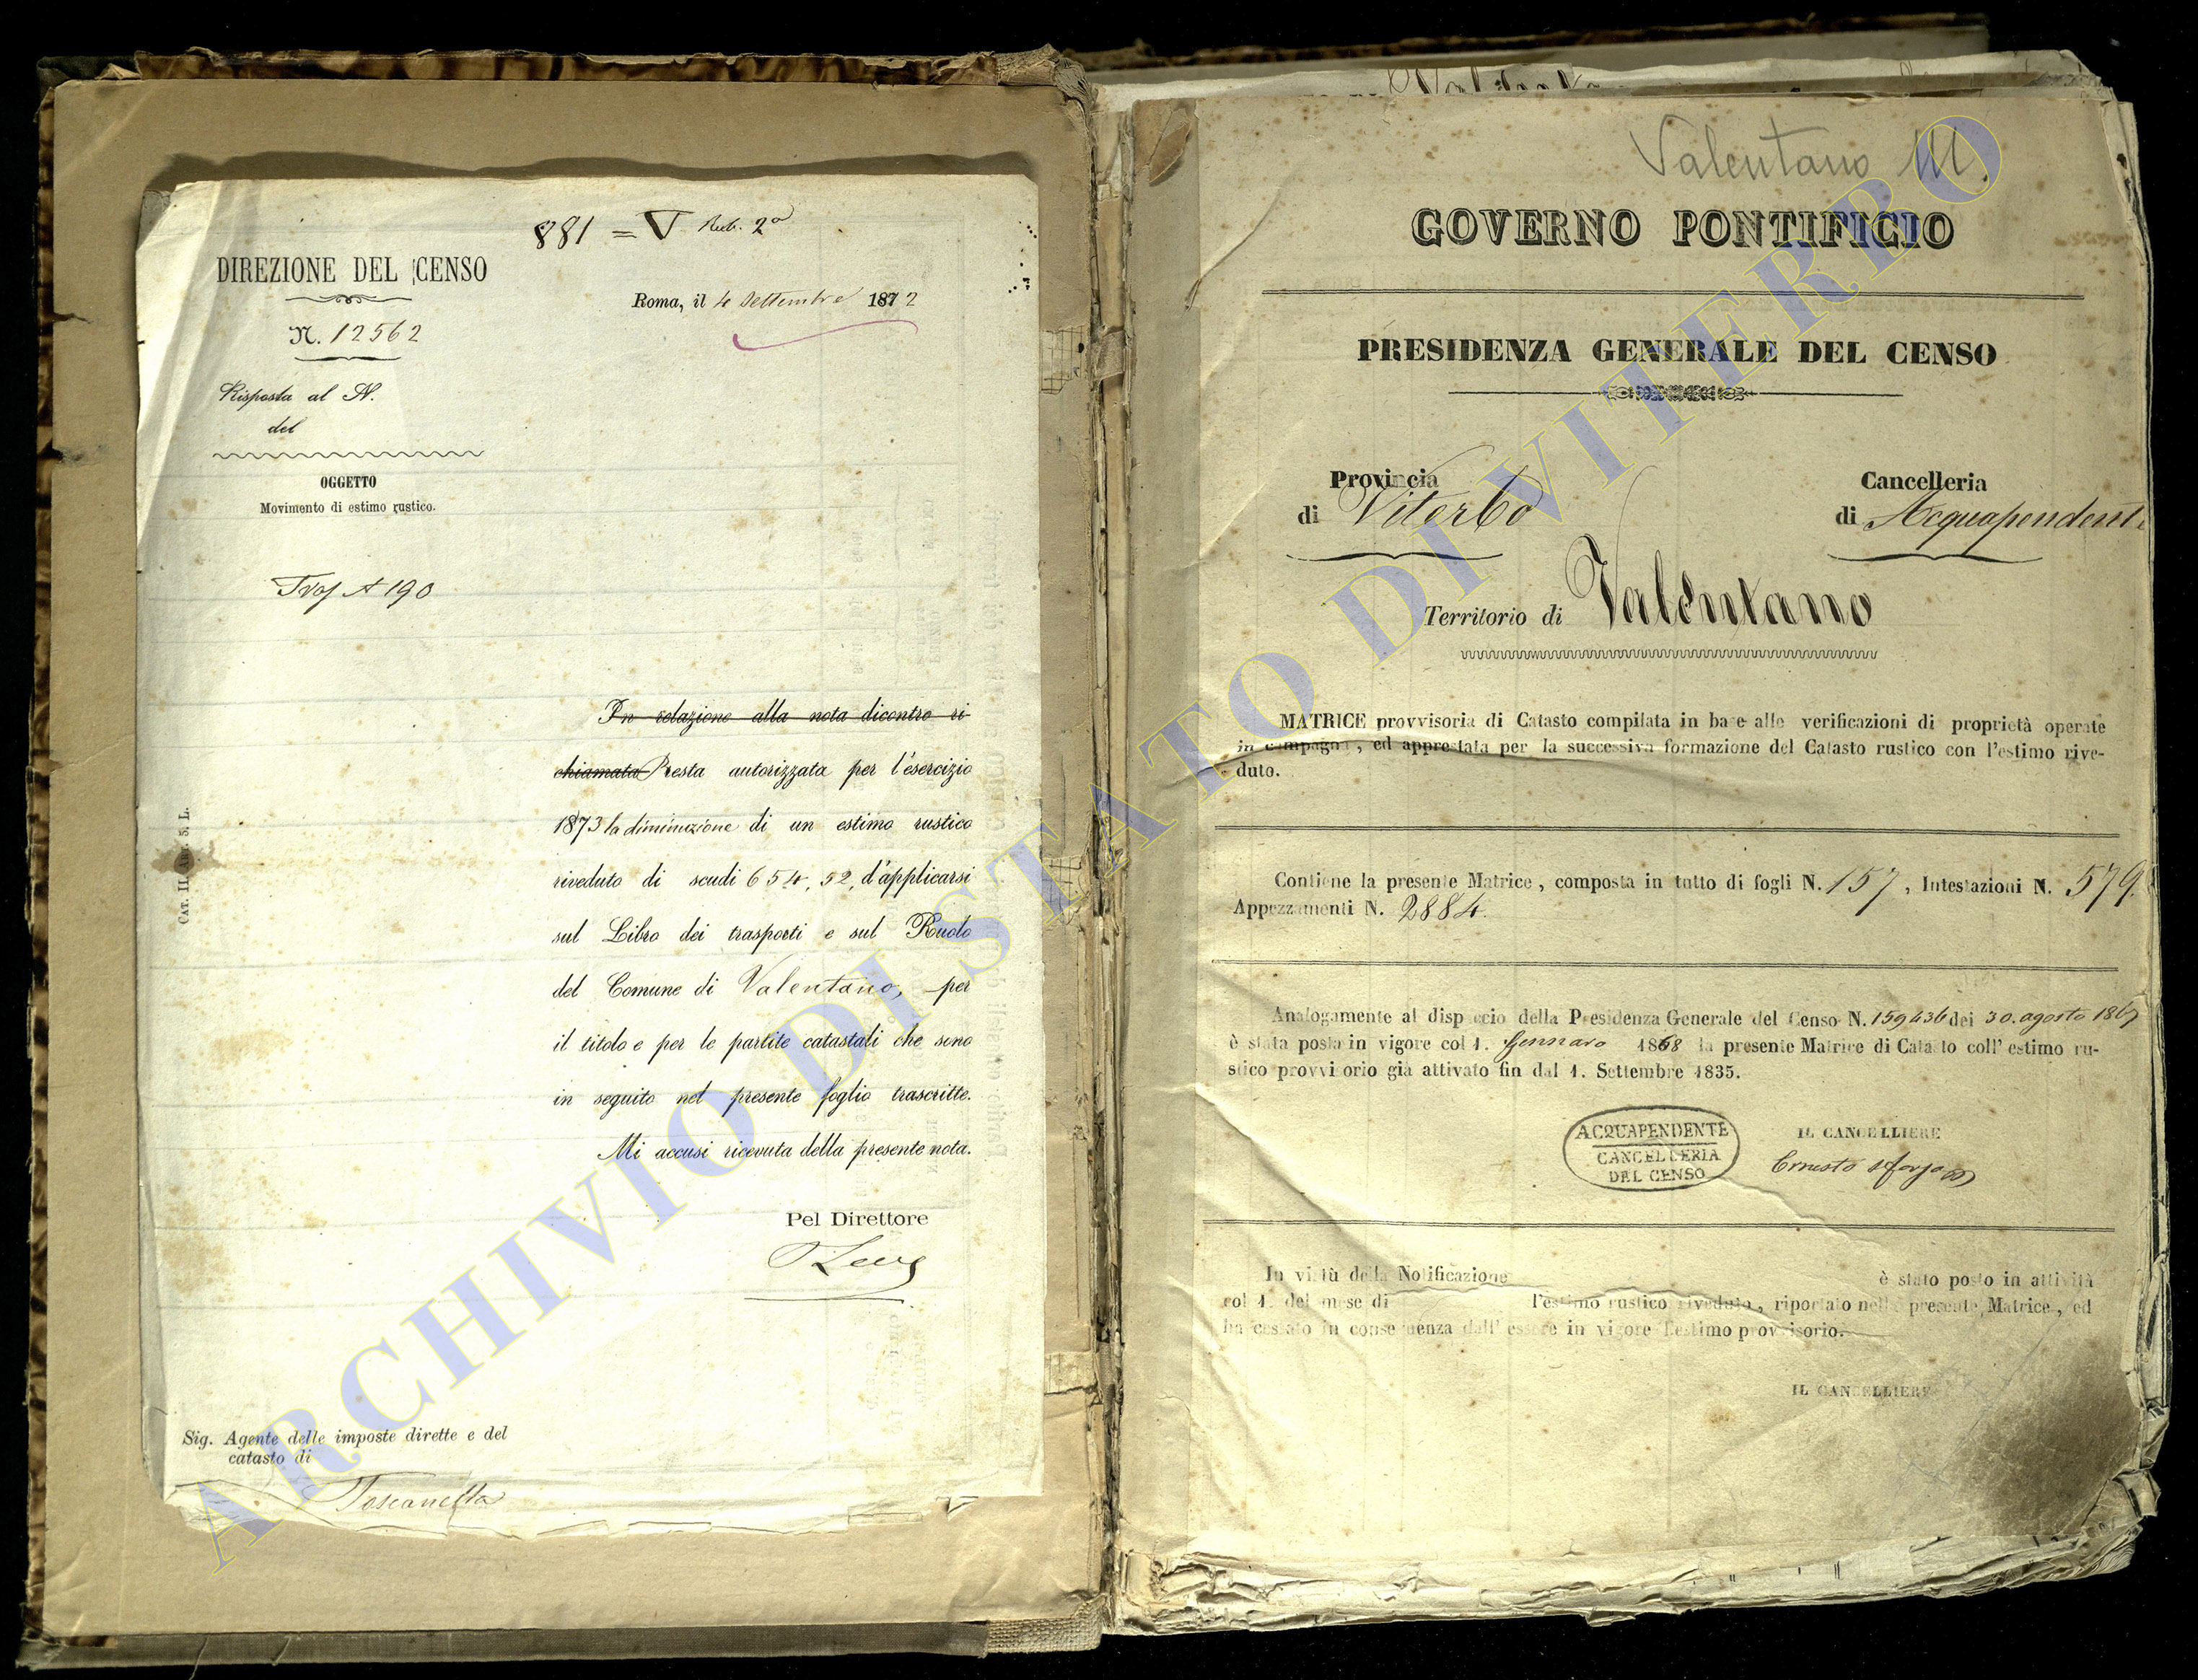 881 = V Rub. 2ª
DIREZIONE DEL CENSO
Roma, il 4 Settembre 1872
N. 12562
Risposta al N.
del
OGGETTO
Movimento di estimo rustico.
190
In relazione alla nota dicontro ri-
chiamata Resta autorizzata per l'esercizio
1873 la diminuzione di un estimo rustico
riveduto di scudi 654,52, d'applicarsi
sul Libro dei trasporti e sul Ruolo
del Comune di Valentano, per
il titolo e per le partite catastali che sono
in seguito nel presente foglio trascritte.
Mi accusi ricevuta della presente nota.
Pel Direttore
CAT. II. ART. 5. L.
Sig. Agente delle imposte dirette e del
catasto di
Toscanella
Valentano III.
GOVERNO PONTIFICIO
PRESIDENZA GENERALE DEL CENSO
Provincia
di Viterbo
Cancelleria
di Acquapendente
Territorio di Valentano
MATRICE provvisoria di Catasto compilata in base alle verificazioni di proprietà operate
in campagna, ed apprestata per la successiva formazione del Catasto rustico con l'estimo rive-
duto.
Contiene la presente Matrice, composta in tutto di fogli N. 157, Intestazioni N. 579.
Appezzamenti N. 2884.
Analogamente al dispaccio della Presidenza Generale del Censo N. 159436 dei 30. agosto 1867
è stata posta in vigore col 1. Gennaro 1868 la presente Matrice di Catasto coll' estimo ru-
stico provvisorio già attivato fin dal 1. Settembre 1835.
ACQUAPENDENTE
CANCELLERIA
DEL CENSO
IL CANCELLIERE
Ernesto
In virtù della Notificazione è stato posto in attività
col 1. del mese di l'estimo rustico riveduto, riportato nella presente Matrice, ed
ha cessato in conseguenza dall' essere in vigore l'estimo provvisorio.
IL CANCELLIERE
ARCHIVIO DI STATO DI VITERBO